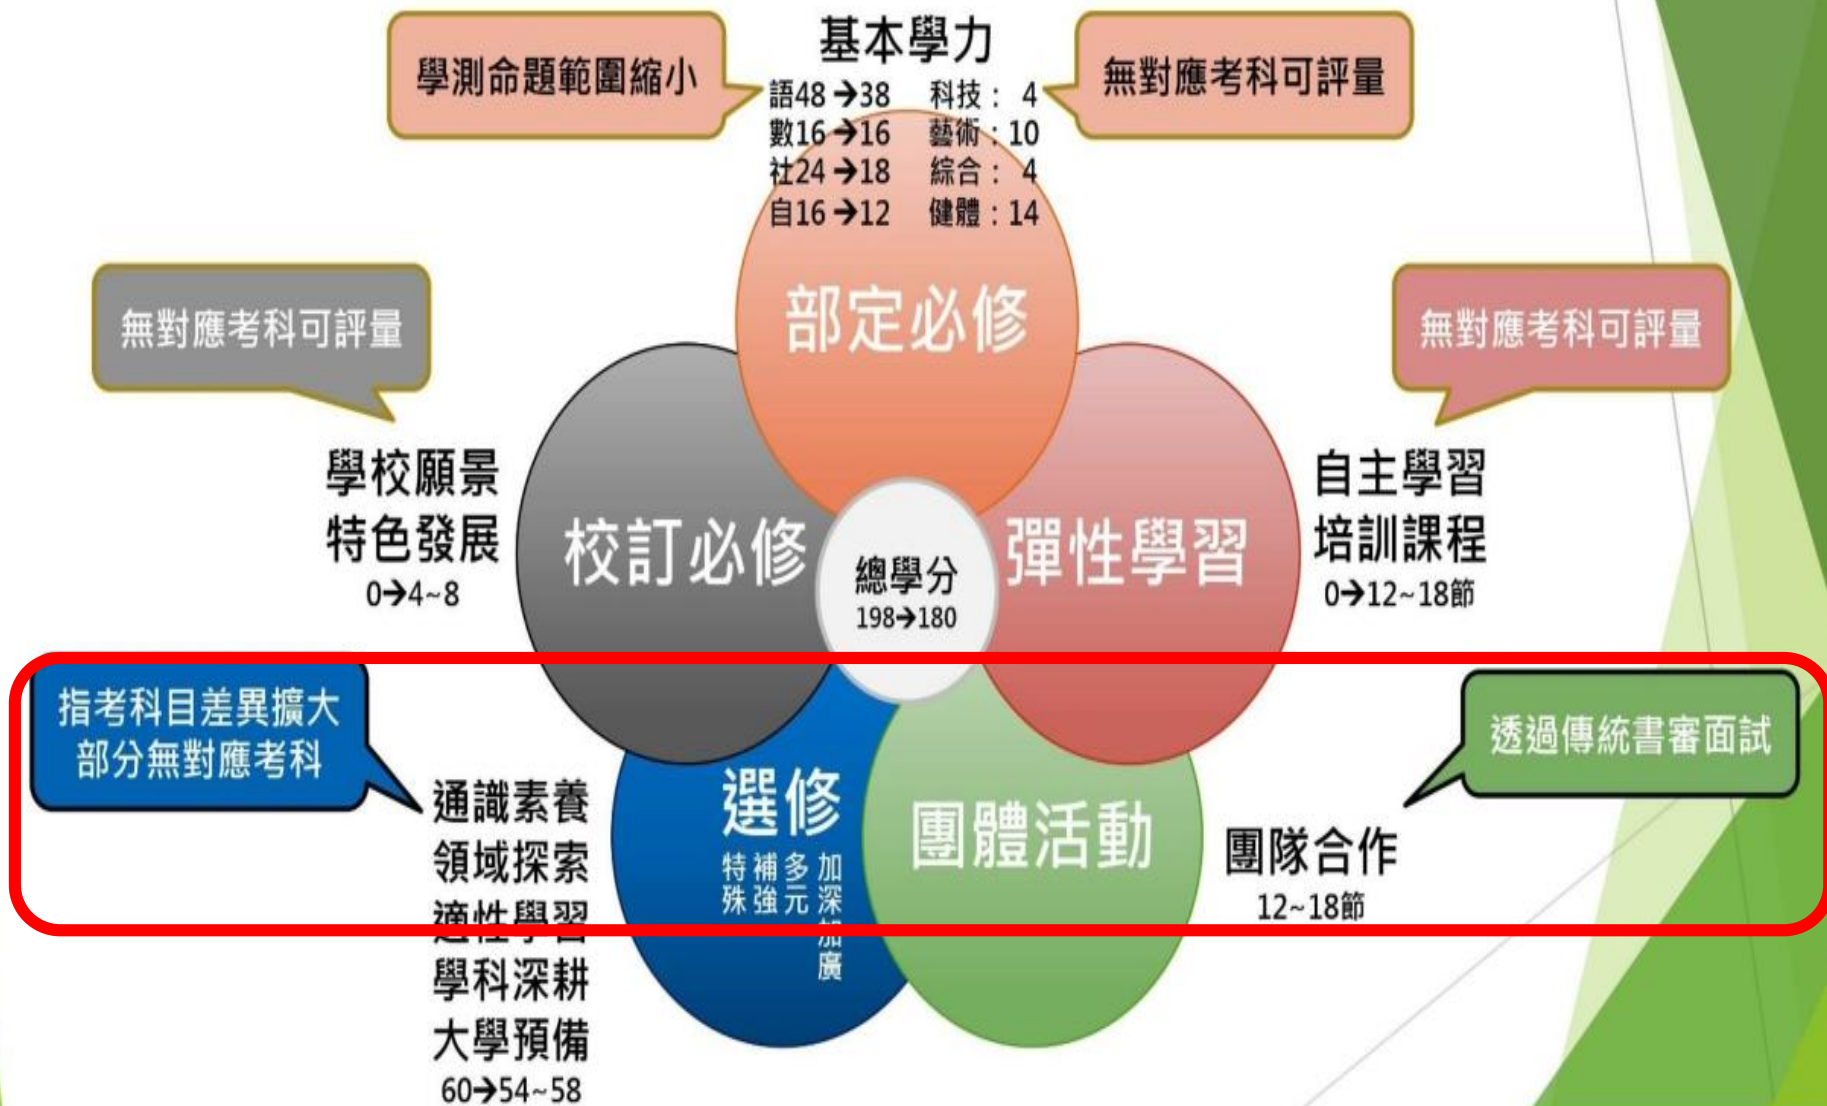 基本學力
學測命題範圍縮小
無對應考科可評量
語48→38 科技: 4
數16→16 藝術:10
社24→18 綜合: 4
自16→12 健體:14
部定必修
無對應考科可評量
無對應考科可評量
學校願景
特色發展
0→4~8
校訂必修
總學分
198→180
彈性學習
自主學習
培訓課程
0→12~18節
指考科目差異擴大
部分無對應考科
通識素養
領域探索
適性學習
學科深耕
大學預備
60→54~58
選修
加深加廣
多元
補強
特殊
團體活動
透過傳統書審面試
團隊合作
12~18節